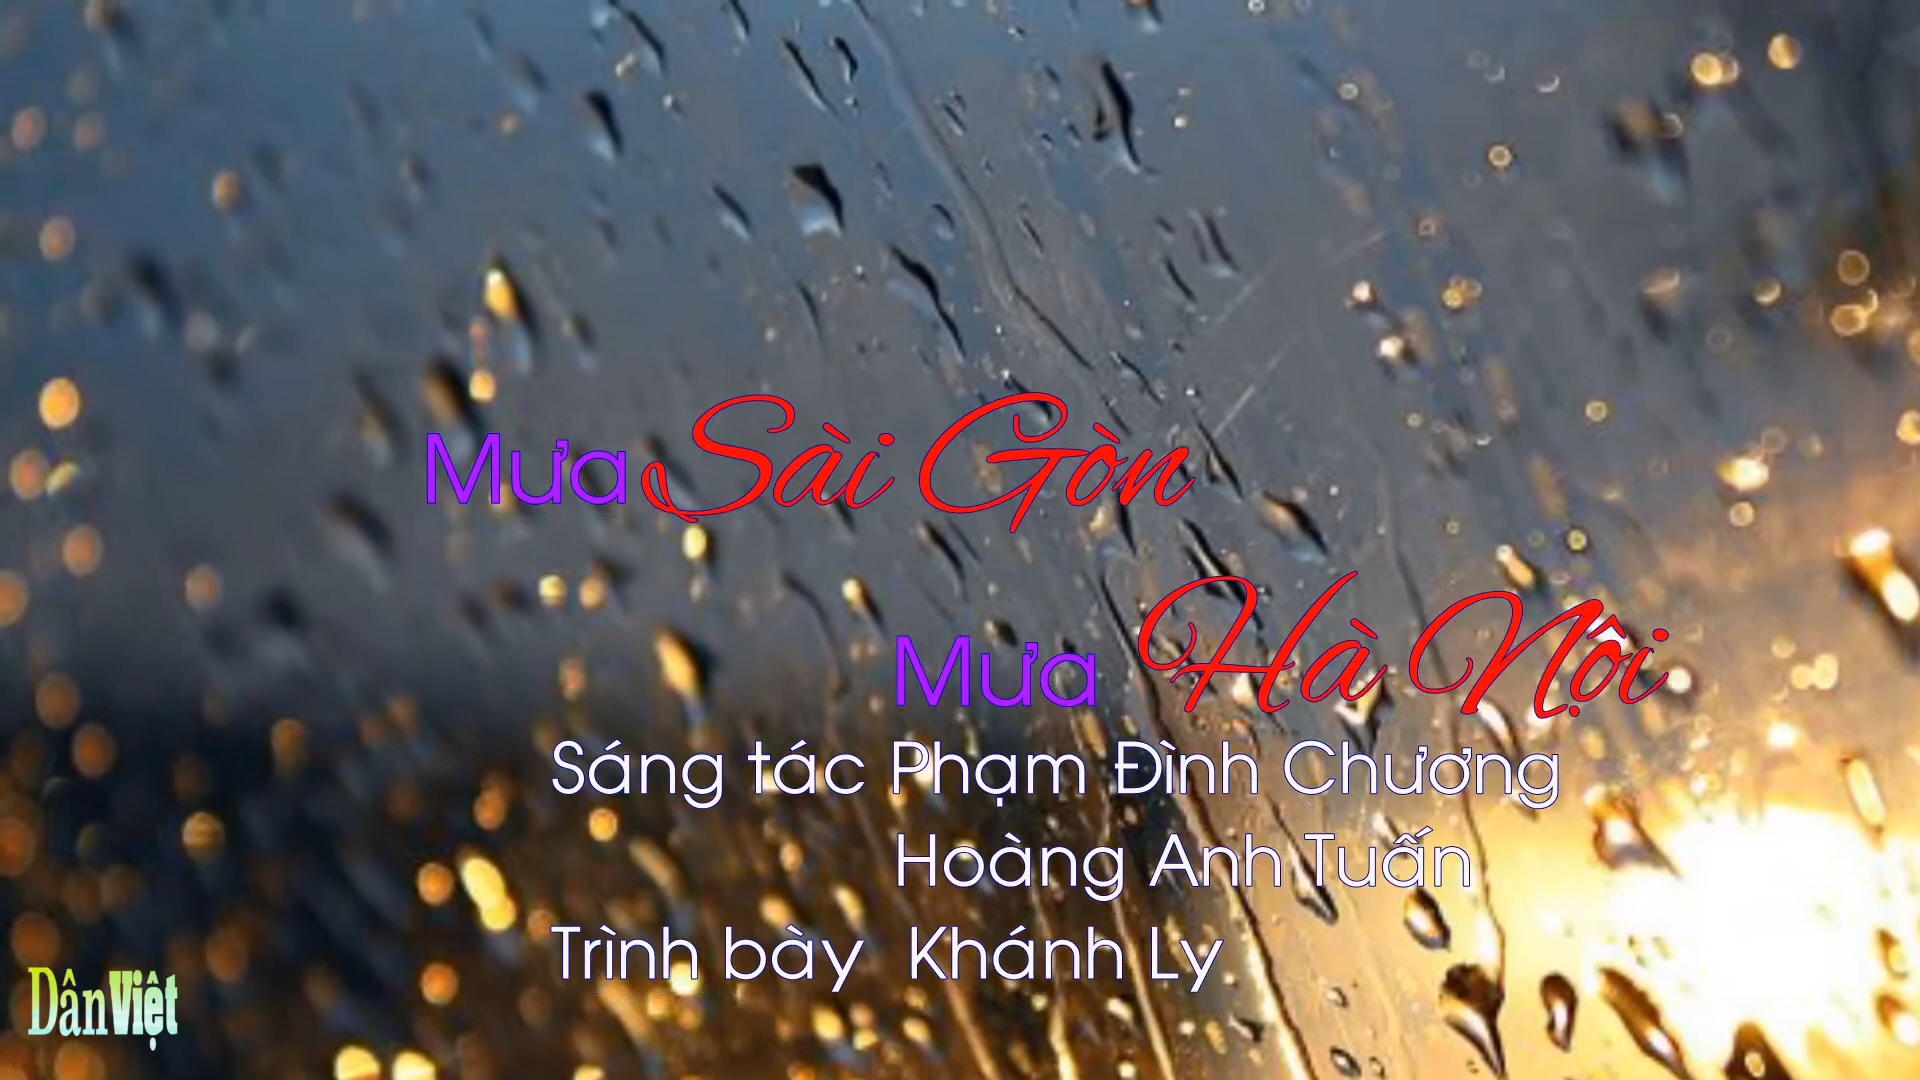 Mưa Sài Gòn
Mưa Hà Nội
Sáng tác Phạm Đình Chương
Hoàng Anh Tuấn
Trình bày Khánh Ly
Dân Việt